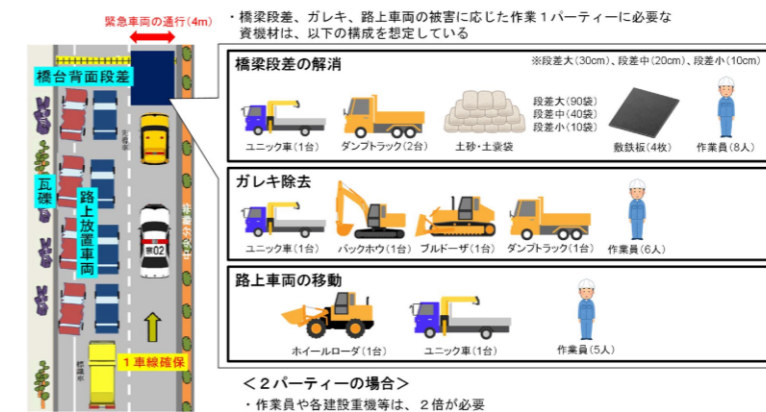 緊急車両の通行(4m)
・橋梁段差、ガレキ、路上車両の被害に応じた作業1パーティーに必要な
資機材は、以下の構成を想定している
橋台背面段差
瓦礫
路上放置車両
中央分離帯
1車線確保
橋梁段差の解消
※段差大(30cm)、段差中(20cm)、段差小(10cm)
段差大(90袋)
段差中(40袋)
段差小(10袋)
ユニック車(1台)
ダンプトラック(2台)
土砂・土嚢袋
敷鉄板(4枚)
作業員(8人)
ガレキ除去
ユニック車(1台)
バックホウ(1台)
ブルドーザ(1台)
ダンプトラック(1台)
作業員(6人)
路上車両の移動
ホイールローダ(1台)
ユニック車(1台)
作業員(5人)
<2パーティーの場合>
・作業員や各建設重機等は、2倍が必要